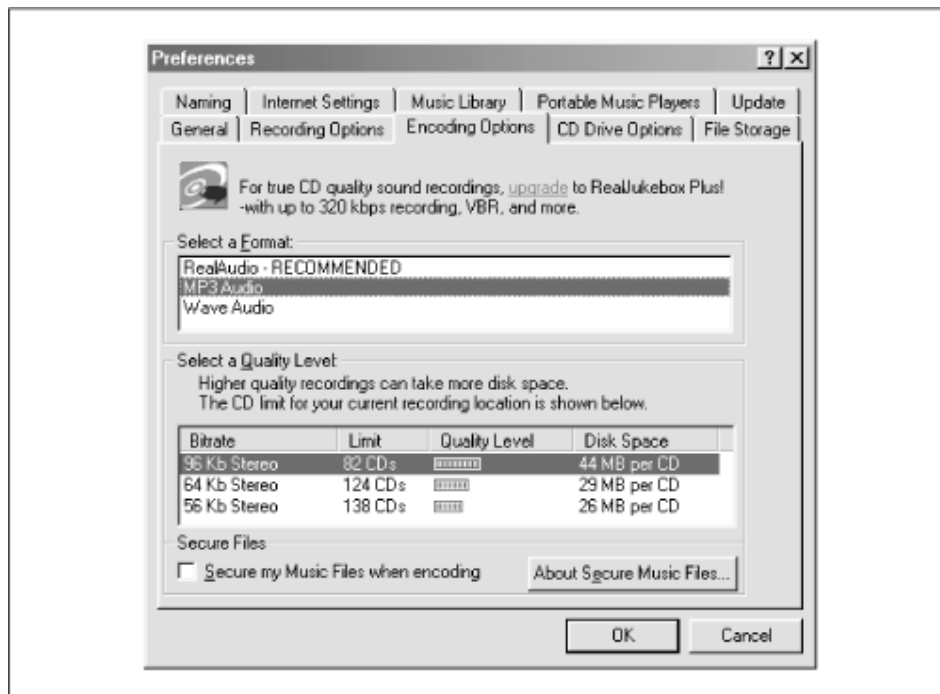 Preferences
Naming Internet Settings Music Library Portable Music Players Update
General Recording Options Encoding Options CD Drive Options File Storage
For true CD quality sound recordings, upgrade to RealJukebox Plus!
-with up to 320 kbps recording, VBR, and more.
Select a Format:
RealAudio - RECOMMENDED
MP3 Audio
Wave Audio
Select a Quality Level:
Higher quality recordings can take more disk space.
The CD limit for your current recording location is shown below.
Bitrate Limit Quality Level Disk Space
96 Kb Stereo 82 CDs 44 MB per CD
64 Kb Stereo 124 CDs 29 MB per CD
56 Kb Stereo 138 CDs 26 MB per CD
Secure Files
Secure my Music Files when encoding About Secure Music Files...
OK Cancel